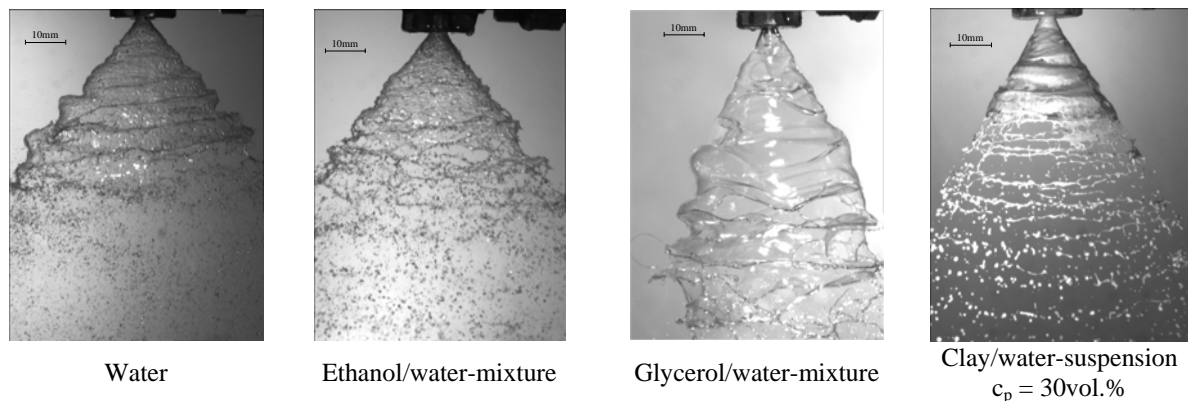 10mm
10mm
10mm
10mm
Water
Ethanol/water-mixture
Glycerol/water-mixture
Clay/water-suspension
cₚ = 30vol.%